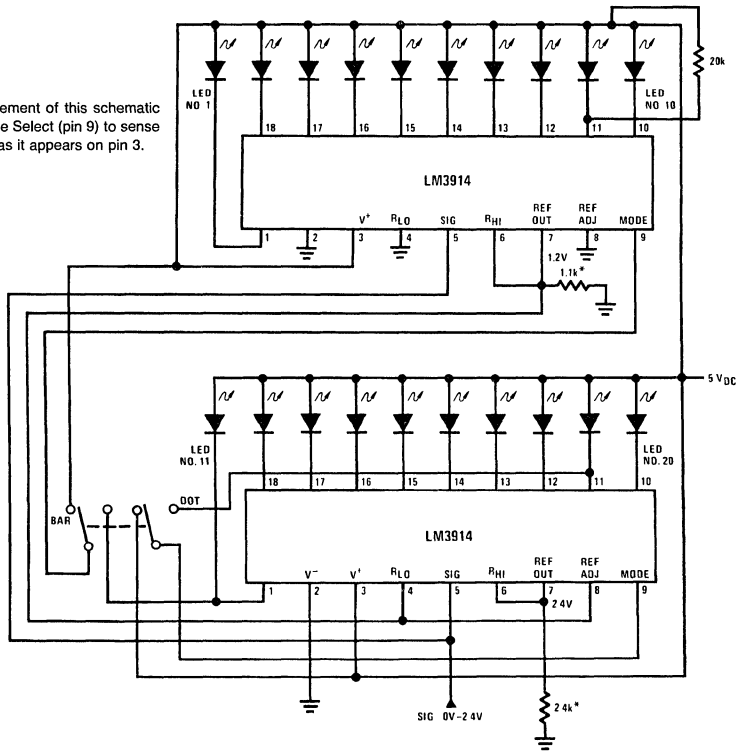 20k
LED
NO. 1
LED
NO. 10
ement of this schematic
e Select (pin 9) to sense
as it appears on pin 3.
18 17 16 15 14 13 12 11 10
LM3914
V+ RLO SIG RHI REF OUT REF ADJ MODE
1 2 3 4 5 6 7 8 9
1.2V
1.1k*
5 VDC
LED
NO. 11
LED
NO. 20
18 17 16 15 14 13 12 11 10
BAR
DOT
LM3914
V− V+ RLO SIG RHI REF OUT REF ADJ MODE
1 2 3 4 5 6 7 8 9
2 4V
SIG 0V–2 4V
2 4k*